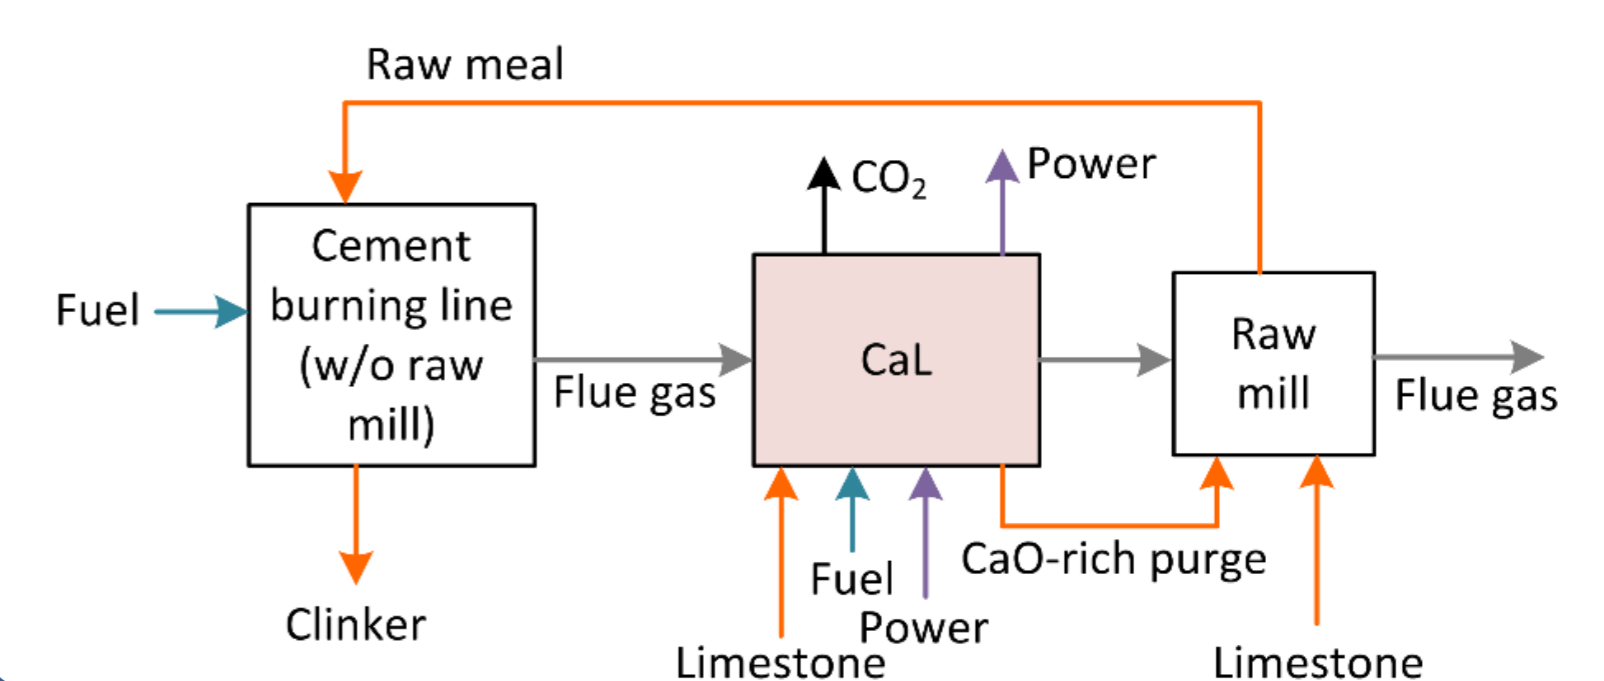 Raw meal
CO₂
Power
Cement
burning line
(w/o raw
mill)
Fuel
Flue gas
CaL
Raw
mill
Flue gas
CaO-rich purge
Fuel
Power
Clinker
Limestone
Limestone